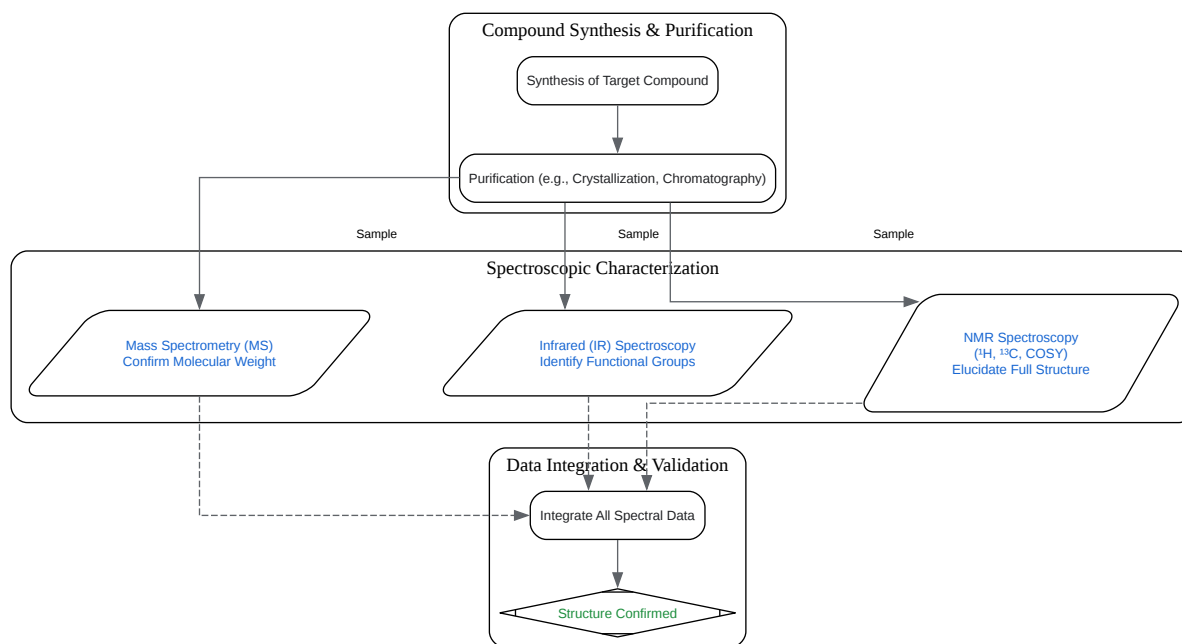 Compound Synthesis & Purification
Synthesis of Target Compound
Purification (e.g., Crystallization, Chromatography)
Sample
Sample
Sample
Spectroscopic Characterization
Mass Spectrometry (MS)
Confirm Molecular Weight
Infrared (IR) Spectroscopy
Identify Functional Groups
NMR Spectroscopy
(¹H, ¹³C, COSY)
Elucidate Full Structure
Data Integration & Validation
Integrate All Spectral Data
Structure Confirmed